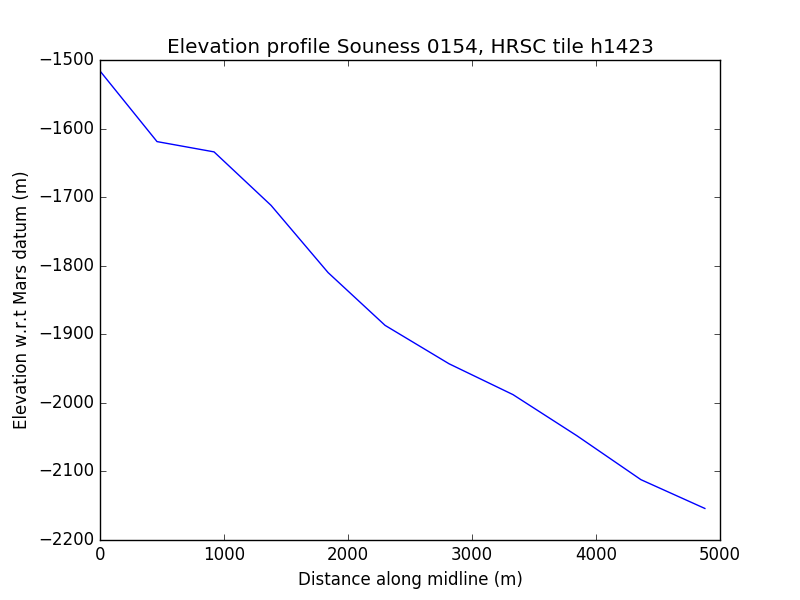 Elevation profile Souness 0154, HRSC tile h1423
−1500
−1600
−1700
−1800
−1900
−2000
−2100
−2200
Elevation w.r.t Mars datum (m)
0 1000 2000 3000 4000 5000
Distance along midline (m)